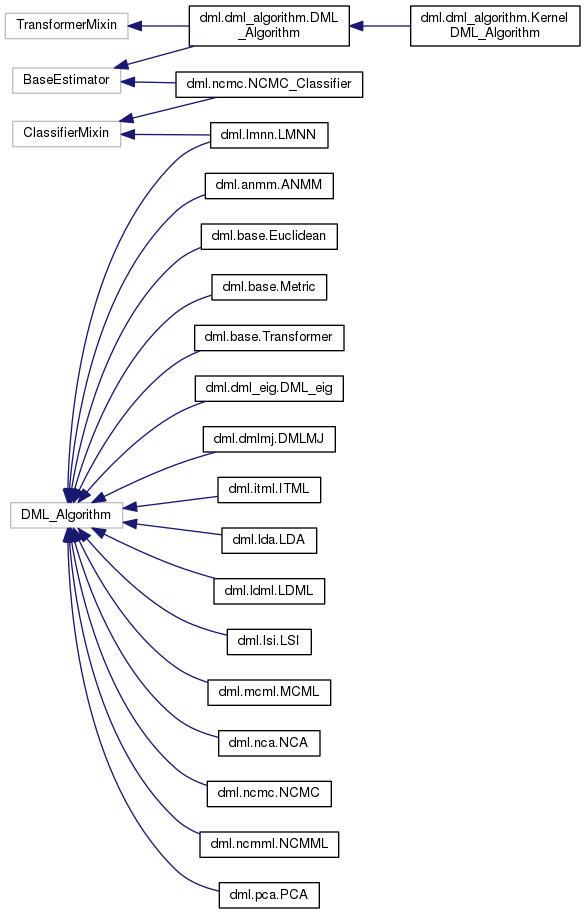 TransformerMixin
dml.dml_algorithm.DML
_Algorithm
dml.dml_algorithm.Kernel
DML_Algorithm
BaseEstimator
dml.ncmc.NCMC_Classifier
ClassifierMixin
dml.lmnn.LMNN
dml.anmm.ANMM
dml.base.Euclidean
dml.base.Metric
dml.base.Transformer
dml.dml_eig.DML_eig
dml.dmlmj.DMLMJ
dml.itml.ITML
DML_Algorithm
dml.lda.LDA
dml.ldml.LDML
dml.lsi.LSI
dml.mcml.MCML
dml.nca.NCA
dml.ncmc.NCMC
dml.ncmml.NCMML
dml.pca.PCA